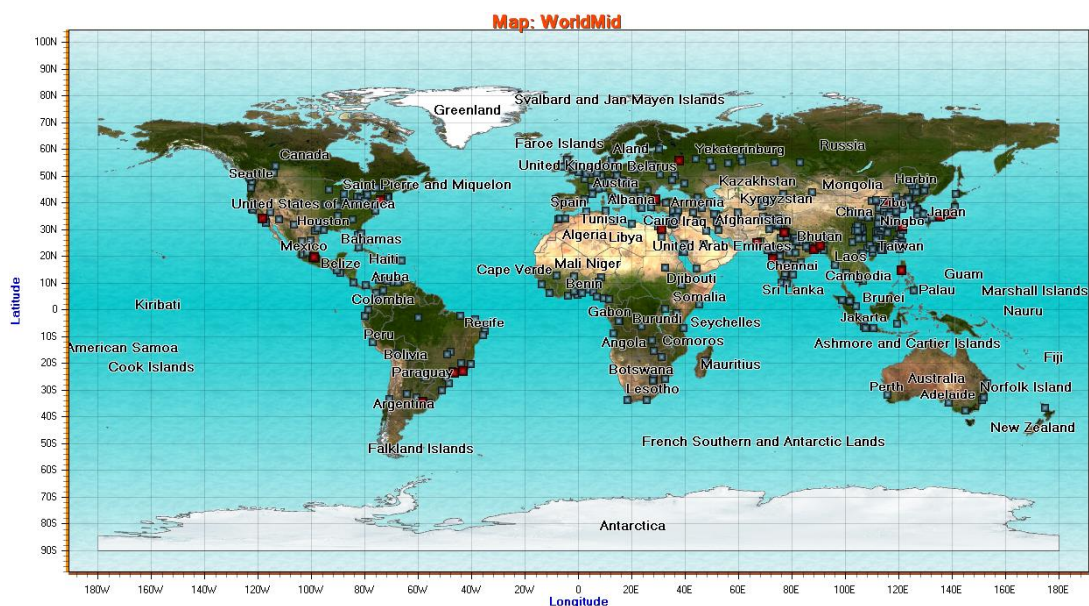 Map: WorldMid
100N
90N
80N
70N
60N
50N
40N
30N
20N
10N
0
10S
20S
30S
40S
50S
60S
70S
80S
90S
Latitude
Svalbard and Jan Mayen Islands
Greenland
Faroe Islands
Aland
Yekaterinburg
Russia
Canada
Seattle
United Kingdom
Belarus
Saint Pierre and Miquelon
Austria
Kazakhstan
Mongolia
Harbin
United States of America
Spain
Albania
Armenia
Kyrgyzstan
Zibo
Houston
Tunisia
Cairo
Iraq
Afghanistan
China
Japan
Ningbo
Mexico
Bahamas
Algeria
Libya
United Arab Emirates
Bhutan
Taiwan
Belize
Haiti
Cape Verde
Mali
Niger
Chennai
Laos
Aruba
Benin
Djibouti
Cambodia
Guam
Kiribati
Colombia
Somalia
Sri Lanka
Brunei
Palau
Marshall Islands
Gabon
Burundi
Seychelles
Jakarta
Nauru
Recife
American Samoa
Peru
Angola
Comoros
Ashmore and Cartier Islands
Cook Islands
Bolivia
Mauritius
Fiji
Paraguay
Botswana
Australia
Lesotho
Perth
Adelaide
Norfolk Island
Argentina
New Zealand
Falkland Islands
French Southern and Antarctic Lands
Antarctica
180W 160W 140W 120W 100W 80W 60W 40W 20W 0 20E 40E 60E 80E 100E 120E 140E 160E 180E
Longitude